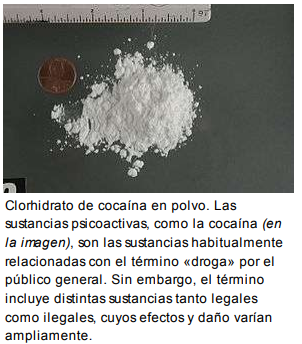 Clorhidrato de cocaína en polvo. Las
sustancias psicoactivas, como la cocaína (en
la imagen), son las sustancias habitualmente
relacionadas con el término «droga» por el
público general. Sin embargo, el término
incluye distintas sustancias tanto legales
como ilegales, cuyos efectos y daño varían
ampliamente.